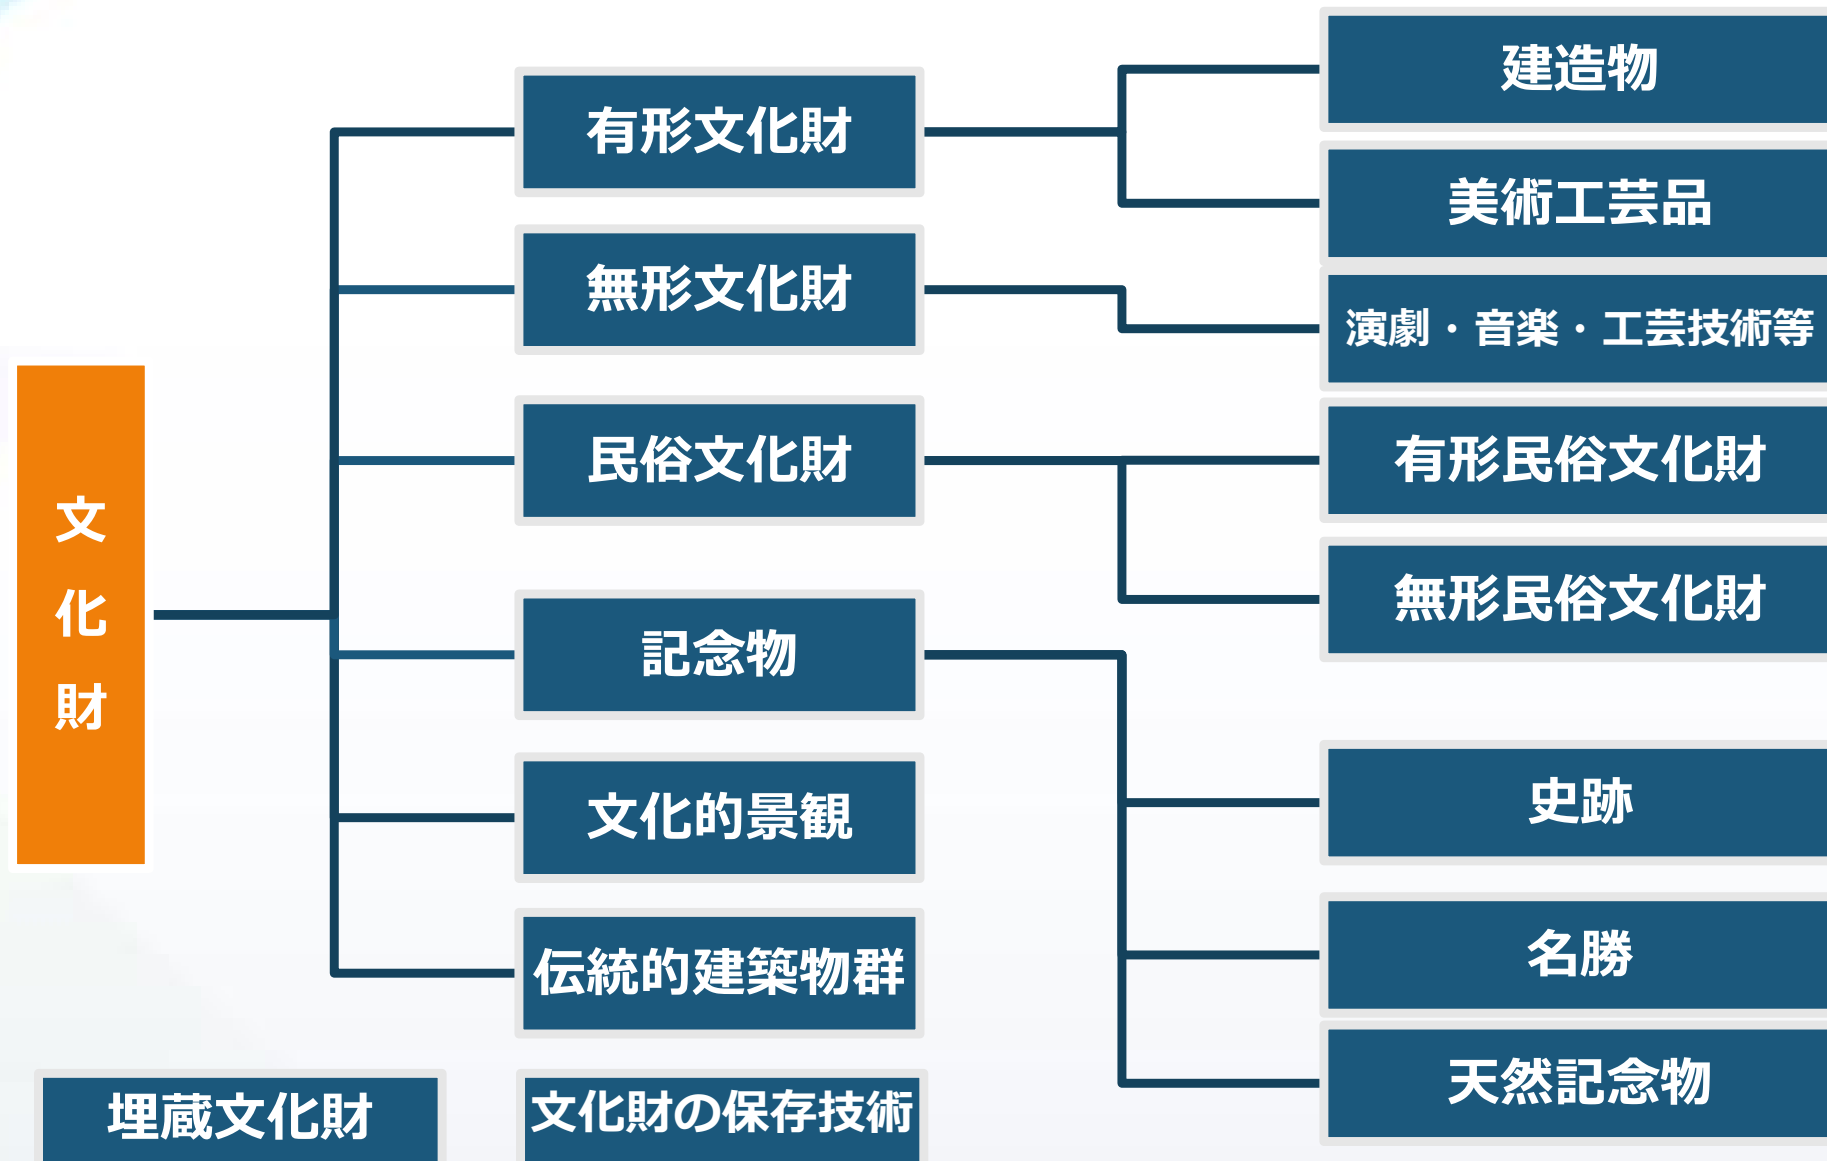 文化財
有形文化財
無形文化財
民俗文化財
記念物
文化的景観
伝統的建築物群
建造物
美術工芸品
演劇・音楽・工芸技術等
有形民俗文化財
無形民俗文化財
史跡
名勝
天然記念物
埋蔵文化財
文化財の保存技術